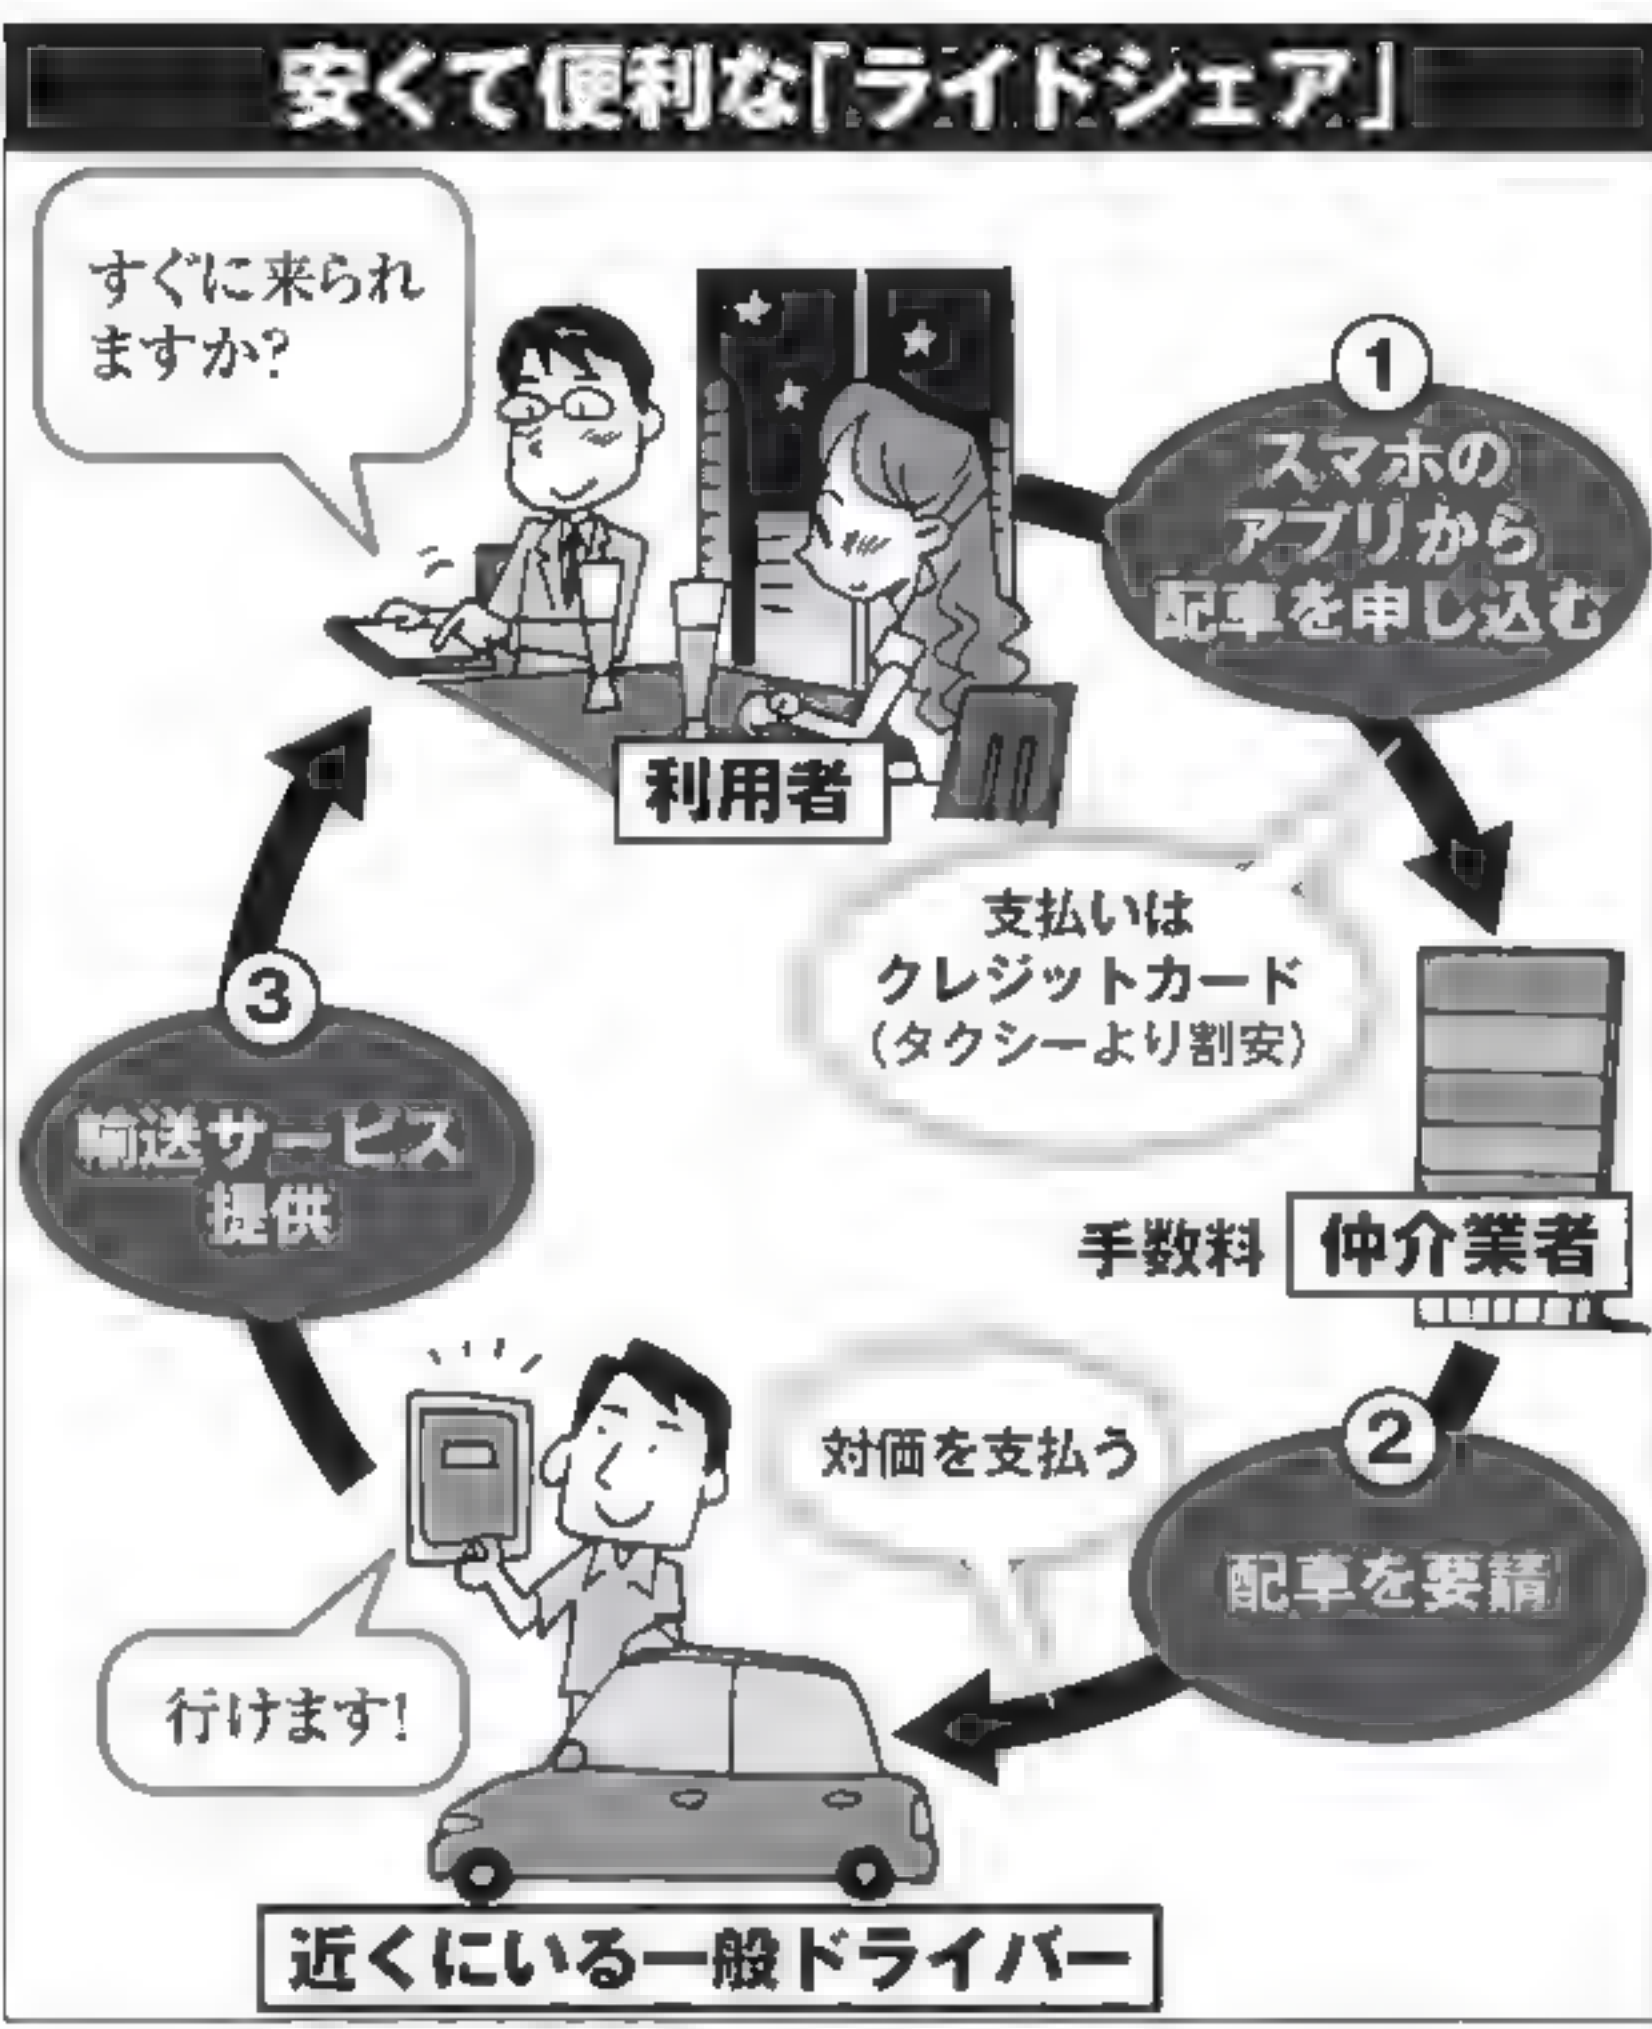 安くて便利な「ライドシェア」
すぐに来られ
ますか?
1
スマホの
アプリから
配車を申し込む
利用者
支払いは
クレジットカード
(タクシーより割安)
手数料
仲介業者
2
配車を要請
対価を支払う
3
輸送サービス
提供
行けます!
近くにいる一般ドライバー